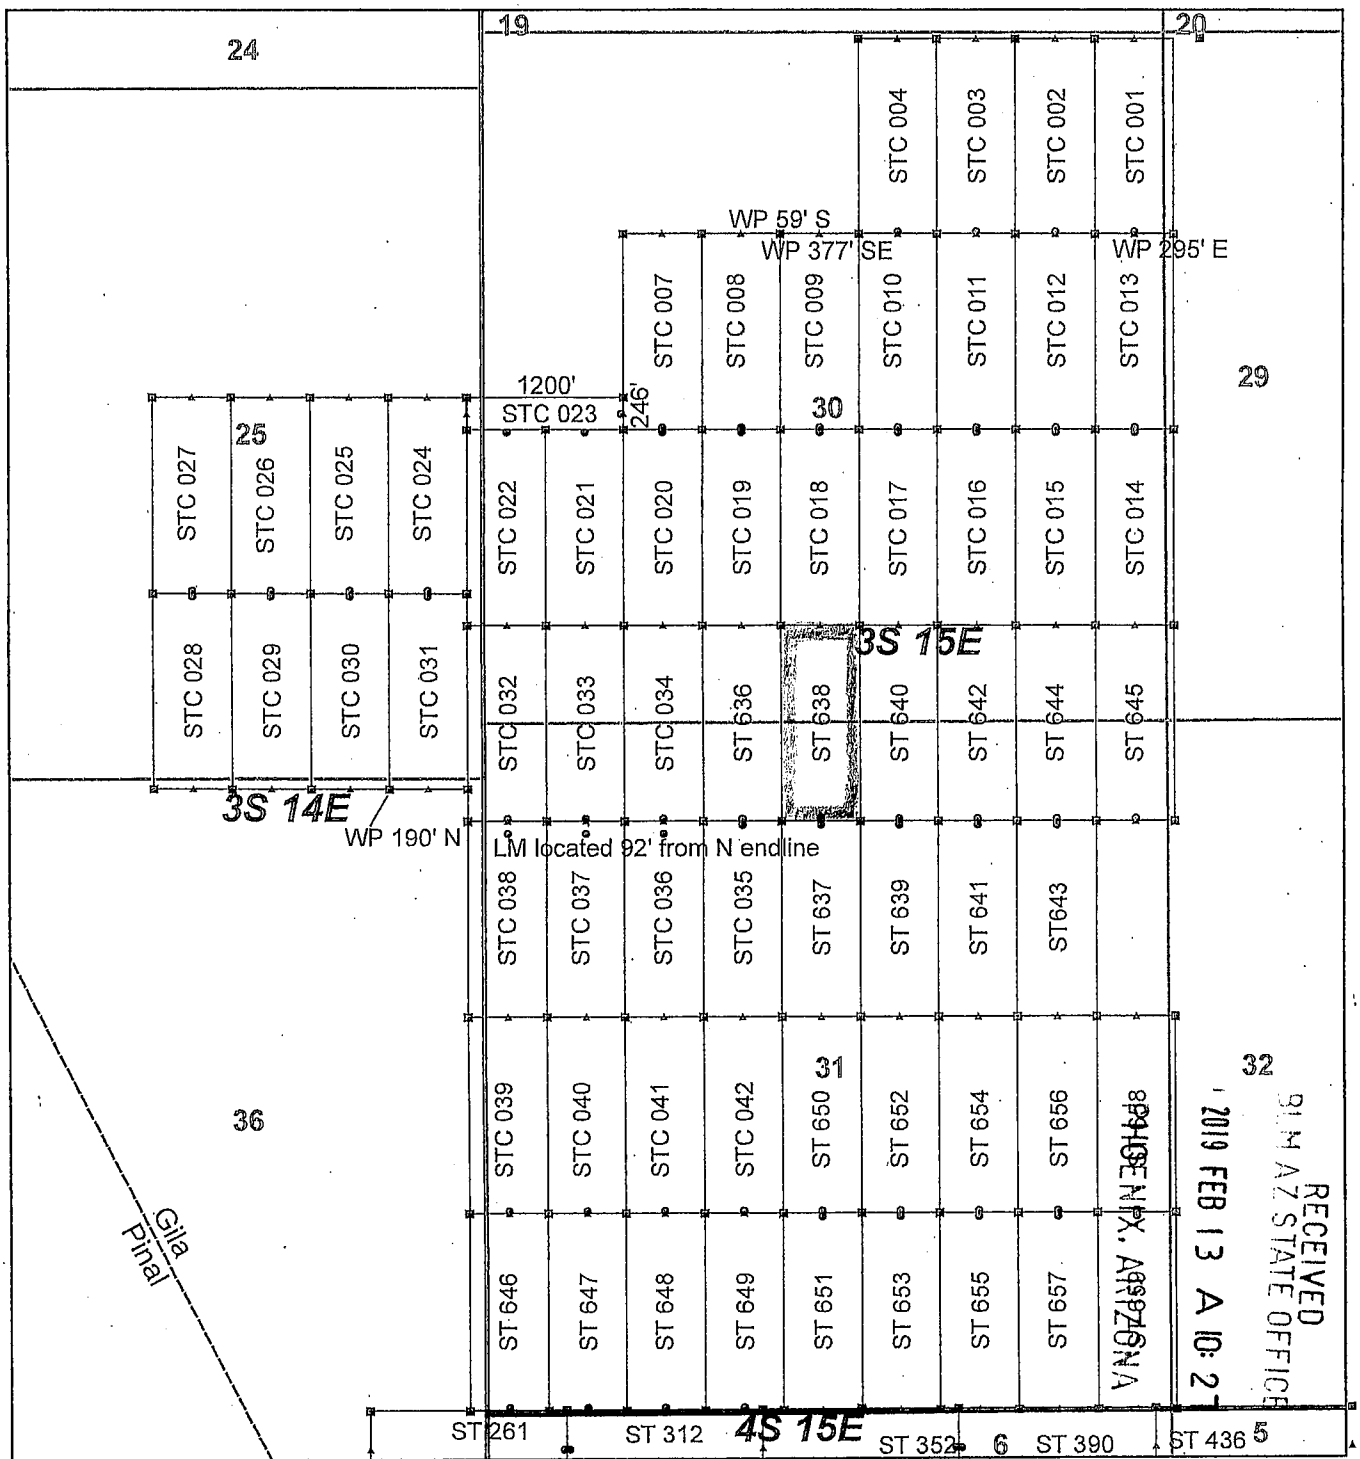 19
20
24
STC 004
STC 003
STC 002
STC 001
WP 59' S
WP 377' SE
WP 295' E
STC 007
STC 008
STC 009
STC 010
STC 011
STC 012
STC 013
29
1200'
246'
STC 023
30
25
STC 027
STC 026
STC 025
STC 024
STC 022
STC 021
STC 020
STC 019
STC 018
STC 017
STC 016
STC 015
STC 014
3S 15E
STC 028
STC 029
STC 030
STC 031
STC 032
STC 033
STC 034
ST 636
ST 638
ST 640
ST 642
ST 644
ST 645
3S 14E
WP 190' N
LM located 92' from N endline
STC 038
STC 037
STC 036
STC 035
ST 637
ST 639
ST 641
ST643
31
32
36
STC 039
STC 040
STC 041
STC 042
ST 650
ST 652
ST 654
ST 656
Gila
Pinal
ST 646
ST 647
ST 648
ST 649
ST 651
ST 653
ST 655
ST 657
RECEIVED
BLM AZ STATE OFFICE
2019 FEB 13 A 10: 2
PHOENIX, ARIZONA
ST 261
ST 312
4S 15E
ST 352
6
ST 390
ST 436
5